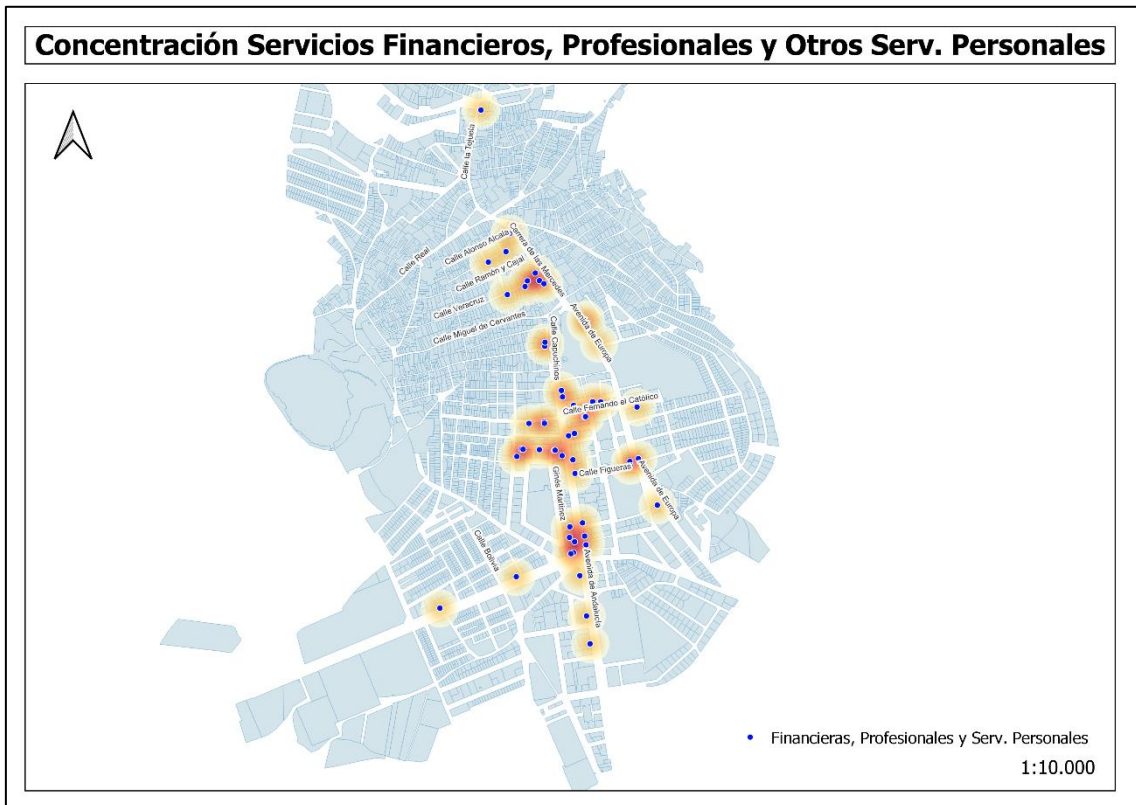 Concentración Servicios Financieros, Profesionales y Otros Serv. Personales
Calle la Tejuela
Calle Alonso Alcalá
Carrera de las Mercedes
Calle Real
Calle Ramón y Cajal
Calle Veracruz
Avenida de Europa
Calle Miguel de Cervantes
Calle Capuchinos
Calle Fernando el Católico
Calle Figueras
Avenida de Europa
Ginés Martínez
Calle Bolivia
Avenida de Andalucía
Financieras, Profesionales y Serv. Personales
1:10.000